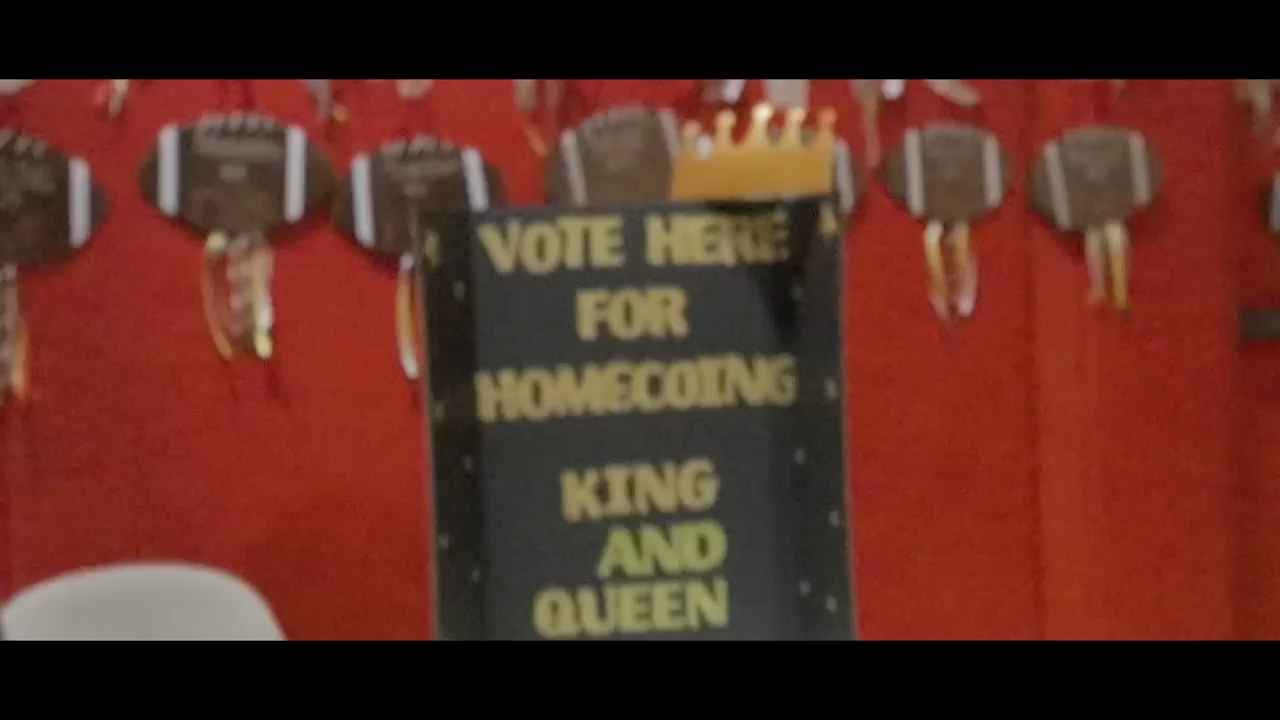 VOTE HERE
FOR
HOMECOING
KING
AND
QUEEN